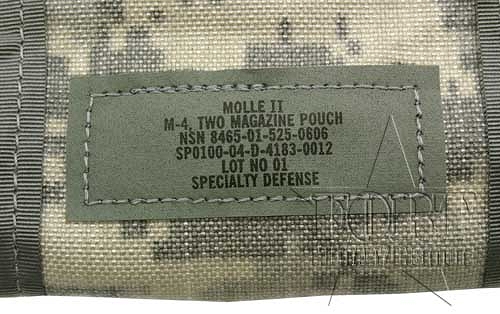 MOLLE II
M-4, TWO MAGAZINE POUCH
NSN 8465-01-525-0606
SP0100-04-D-4183-0012
LOT NO 01
SPECIALTY DEFENSE